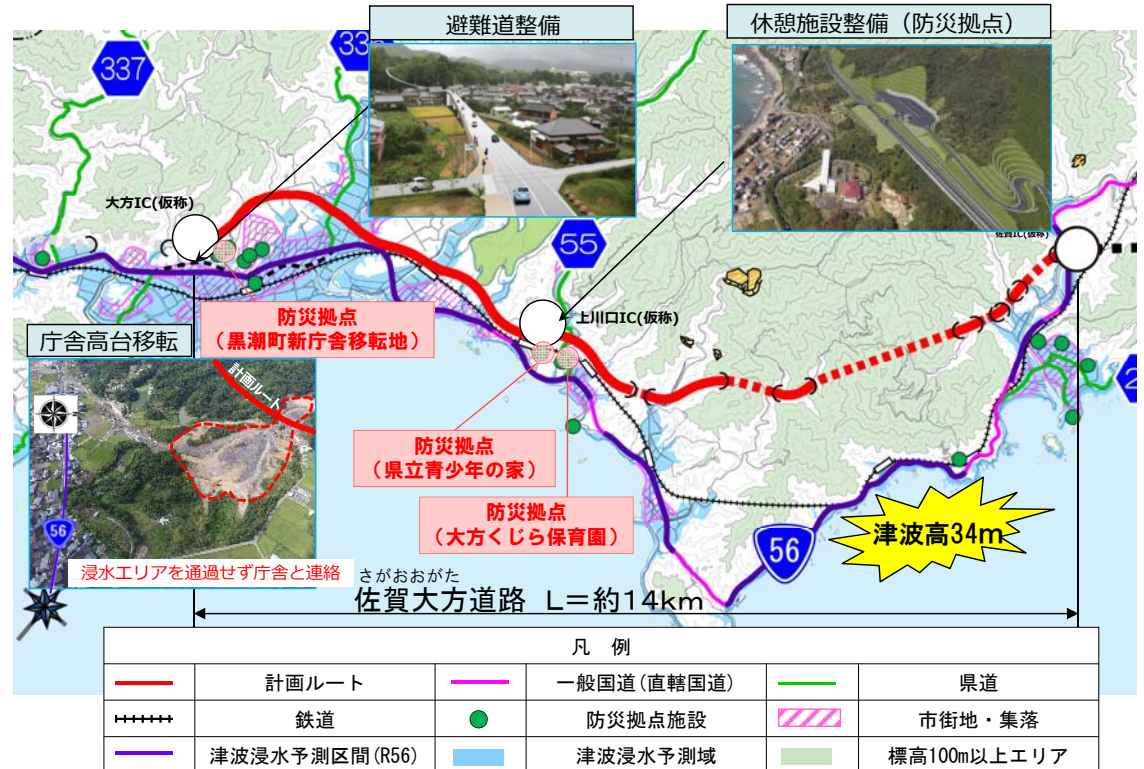 避難道整備
休憩施設整備（防災拠点）
337
33
大方IC(仮称)
佐賀IC(仮称)
55
上川口IC(仮称)
防災拠点
（黒潮町新庁舎移転地）
庁舎高台移転
計画ルート
2
防災拠点
（県立青少年の家）
防災拠点
（大方くじら保育園）
津波高34m
56
56
浸水エリアを通過せず庁舎と連絡
さがおおがた
佐賀大方道路 L＝約14km
凡 例
計画ルート 一般国道(直轄国道) 県道
鉄道 防災拠点施設 市街地・集落
津波浸水予測区間(R56) 津波浸水予測域 標高100m以上エリア